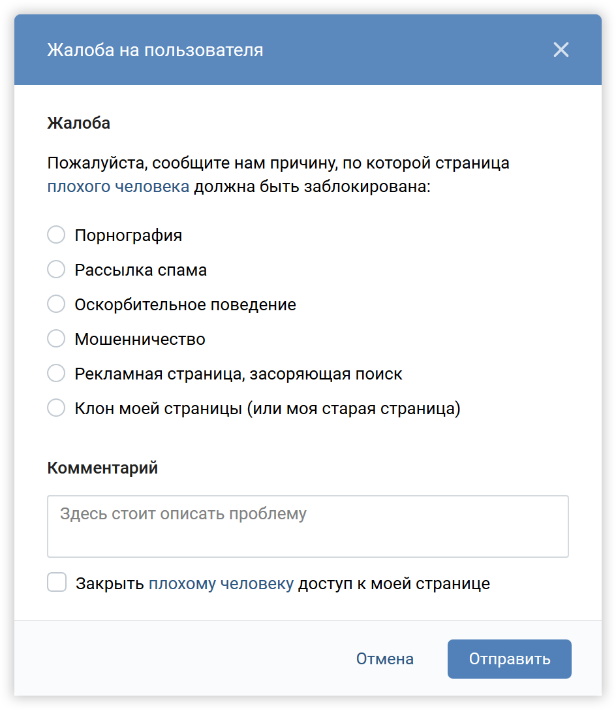 Жалоба на пользователя
Жалоба
Пожалуйста, сообщите нам причину, по которой страница
плохого человека должна быть заблокирована:
Порнография
Рассылка спама
Оскорбительное поведение
Мошенничество
Рекламная страница, засоряющая поиск
Клон моей страницы (или моя старая страница)
Комментарий
Здесь стоит описать проблему
Закрыть плохому человеку доступ к моей странице
Отмена
Отправить